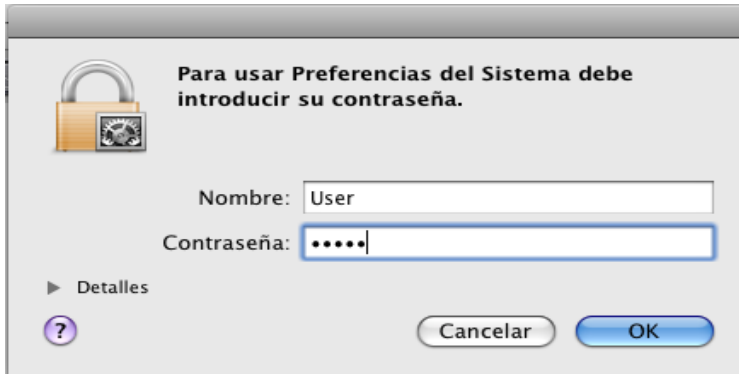 Para usar Preferencias del Sistema debe
introducir su contraseña.
Nombre: User
Contraseña: •••••
Detalles
?
Cancelar OK